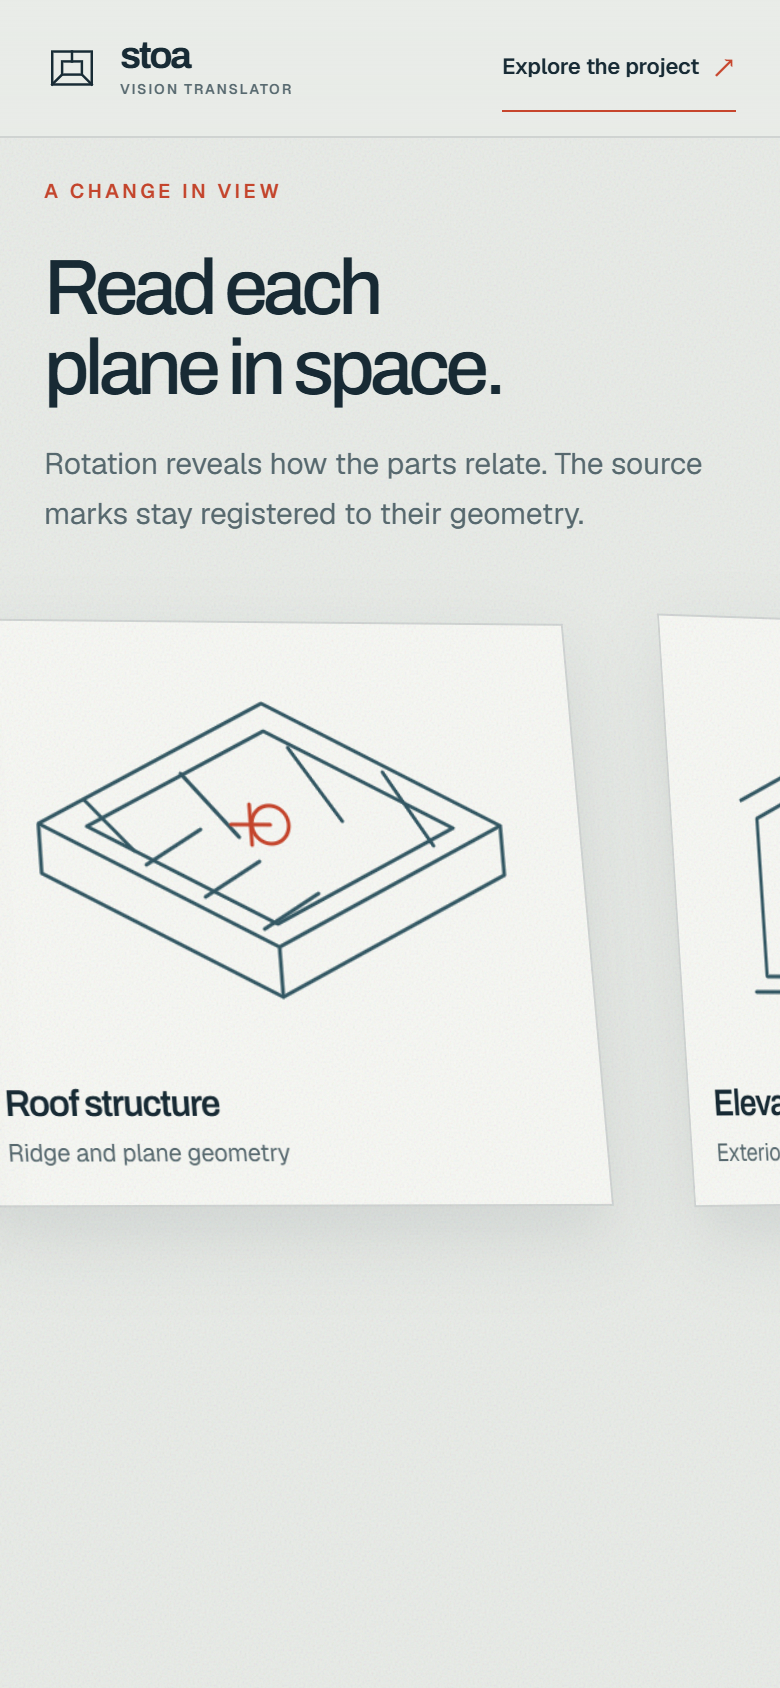 stoa
VISION TRANSLATOR
Explore the project ↗
A CHANGE IN VIEW
Read each
plane in space.
Rotation reveals how the parts relate. The source
marks stay registered to their geometry.
Roof structure
Ridge and plane geometry